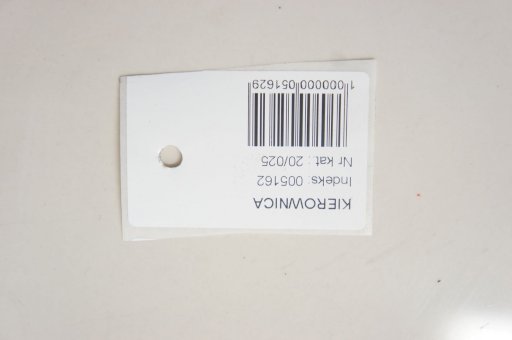 KIEROWNICA
Indeks: 005162
Nr kat.: 20/025
1 000000 051629